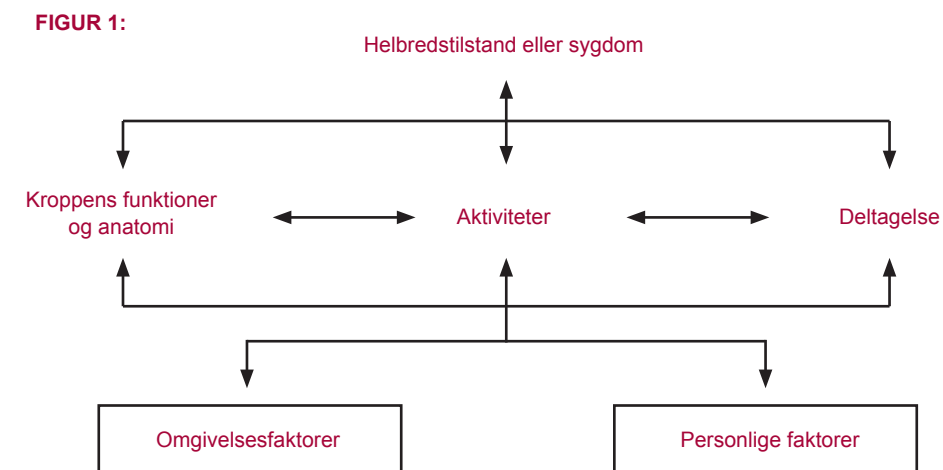 FIGUR 1:
Helbredstilstand eller sygdom
Kroppens funktioner
og anatomi
Aktiviteter
Deltagelse
Omgivelsesfaktorer
Personlige faktorer